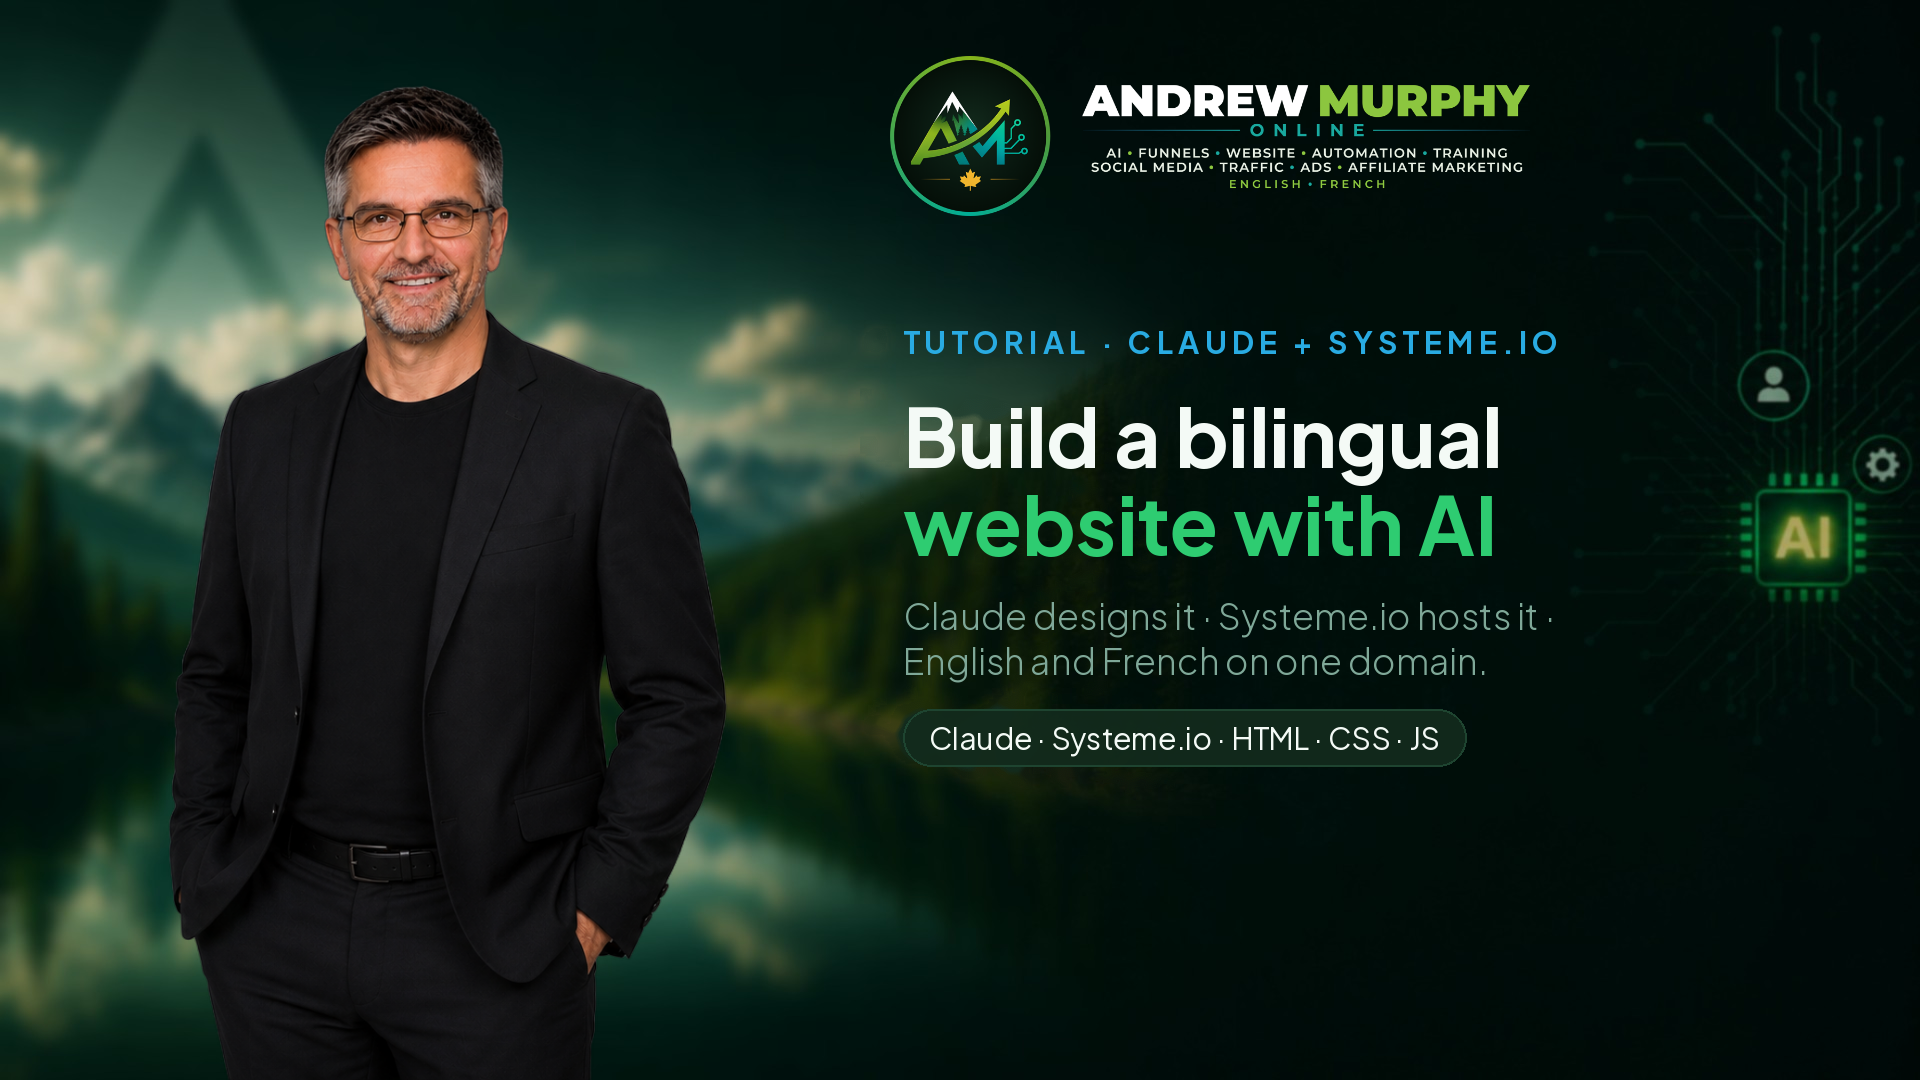 AM
ANDREW MURPHY
ONLINE
AI • FUNNELS • WEBSITE • AUTOMATION • TRAINING
SOCIAL MEDIA • TRAFFIC • ADS • AFFILIATE MARKETING
ENGLISH • FRENCH
TUTORIAL · CLAUDE + SYSTEME.IO
Build a bilingual
website with AI
Claude designs it · Systeme.io hosts it ·
English and French on one domain.
Claude · Systeme.io · HTML · CSS · JS
AI